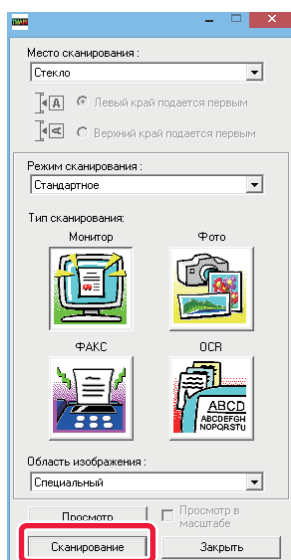 TWAIN
Место сканирования :
Стекло
A Левый край подается первым
A Верхний край подается первым
Режим сканирования :
Стандартное
Тип сканирования:
Монитор Фото
ФАКС OCR
ABCD
ABCDEFGH
NOPQRSTU
Область изображения :
Специальный
Просмотр Просмотр в
масштабе
Сканирование Закрыть